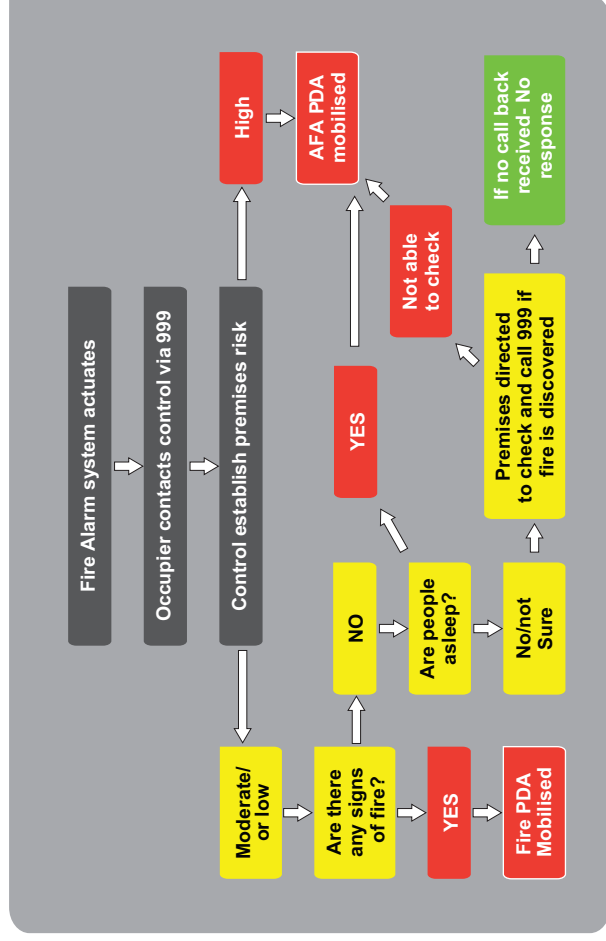 Fire Alarm system actuates
Occupier contacts control via 999
Control establish premises risk
Moderate/
or low
High
Are there
any signs
of fire?
NO
YES
AFA PDA
mobilised
YES
Are people
asleep?
Not able
to check
Fire PDA
Mobilised
No/not
Sure
Premises directed
to check and call 999 if
fire is discovered
If no call back
received- No
response